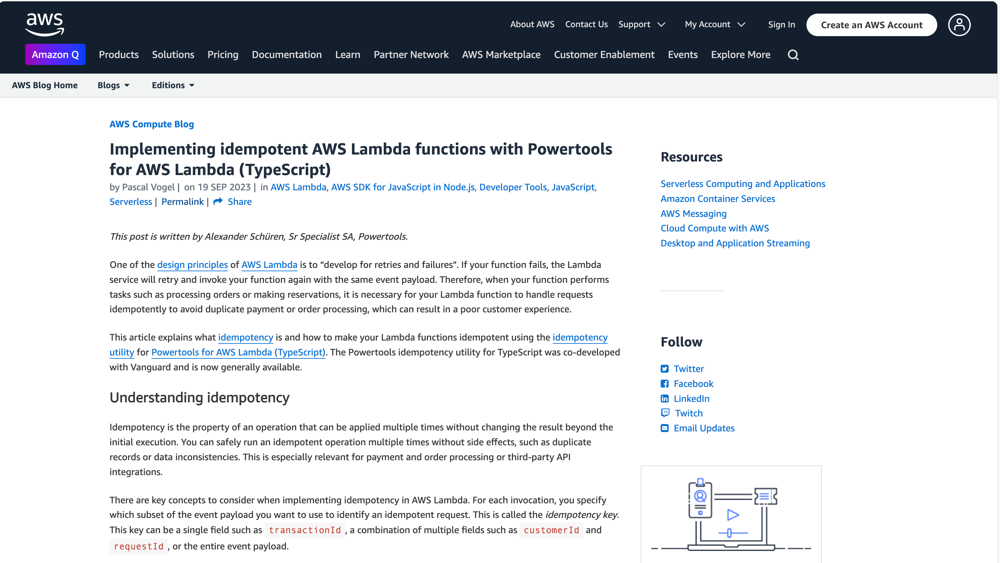 aws
About AWS Contact Us Support My Account Sign In Create an AWS Account
Amazon Q Products Solutions Pricing Documentation Learn Partner Network AWS Marketplace Customer Enablement Events Explore More
AWS Blog Home Blogs Editions
AWS Compute Blog
Implementing idempotent AWS Lambda functions with Powertools
for AWS Lambda (TypeScript)
by Pascal Vogel | on 19 SEP 2023 | in AWS Lambda, AWS SDK for JavaScript in Node.js, Developer Tools, JavaScript,
Serverless | Permalink | Share
This post is written by Alexander Schüren, Sr Specialist SA, Powertools.
One of the design principles of AWS Lambda is to “develop for retries and failures”. If your function fails, the Lambda
service will retry and invoke your function again with the same event payload. Therefore, when your function performs
tasks such as processing orders or making reservations, it is necessary for your Lambda function to handle requests
idempotently to avoid duplicate payment or order processing, which can result in a poor customer experience.
This article explains what idempotency is and how to make your Lambda functions idempotent using the idempotency
utility for Powertools for AWS Lambda (TypeScript). The Powertools idempotency utility for TypeScript was co-developed
with Vanguard and is now generally available.
Understanding idempotency
Idempotency is the property of an operation that can be applied multiple times without changing the result beyond the
initial execution. You can safely run an idempotent operation multiple times without side effects, such as duplicate
records or data inconsistencies. This is especially relevant for payment and order processing or third-party API
integrations.
There are key concepts to consider when implementing idempotency in AWS Lambda. For each invocation, you specify
which subset of the event payload you want to use to identify an idempotent request. This is called the idempotency key.
This key can be a single field such as transactionId , a combination of multiple fields such as customerId and
requestId , or the entire event payload.
Resources
Serverless Computing and Applications
Amazon Container Services
AWS Messaging
Cloud Compute with AWS
Desktop and Application Streaming
Follow
Twitter
Facebook
LinkedIn
Twitch
Email Updates